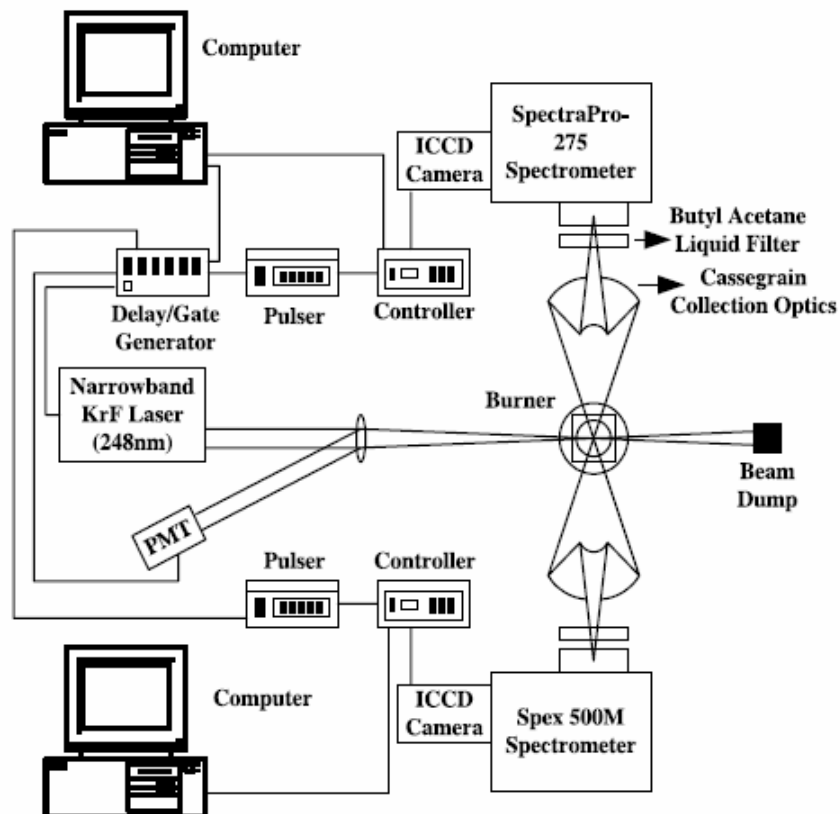 Computer
SpectraPro-
275
Spectrometer
ICCD
Camera
Butyl Acetane
Liquid Filter
Cassegrain
Collection Optics
Delay/Gate
Generator
Pulser
Controller
Narrowband
KrF Laser
(248nm)
Burner
Beam
Dump
PMT
Pulser
Controller
Computer
ICCD
Camera
Spex 500M
Spectrometer